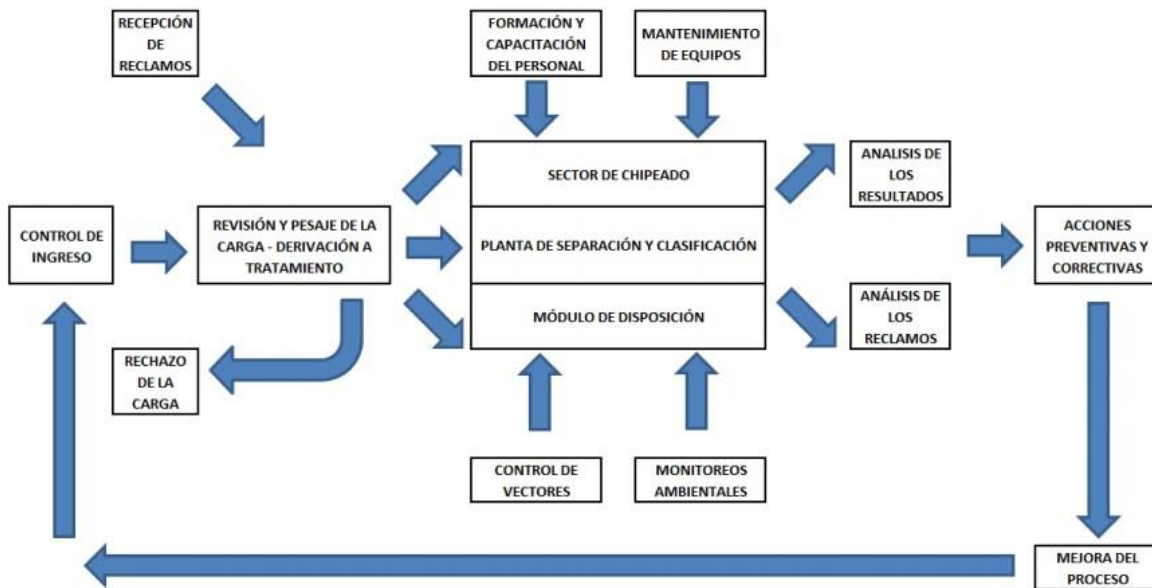 RECEPCIÓN
DE
RECLAMOS
FORMACIÓN Y
CAPACITACIÓN
DEL PERSONAL
MANTENIMIENTO
DE EQUIPOS
CONTROL DE
INGRESO
REVISIÓN Y PESAJE DE LA
CARGA - DERIVACIÓN A
TRATAMIENTO
RECHAZO
DE LA
CARGA
SECTOR DE CHIPEADO
PLANTA DE SEPARACIÓN Y CLASIFICACIÓN
MÓDULO DE DISPOSICIÓN
CONTROL DE
VECTORES
MONITOREOS
AMBIENTALES
ANALISIS DE
LOS
RESULTADOS
ANÁLISIS DE
LOS
RECLAMOS
ACCIONES
PREVENTIVAS Y
CORRECTIVAS
MEJORA DEL
PROCESO